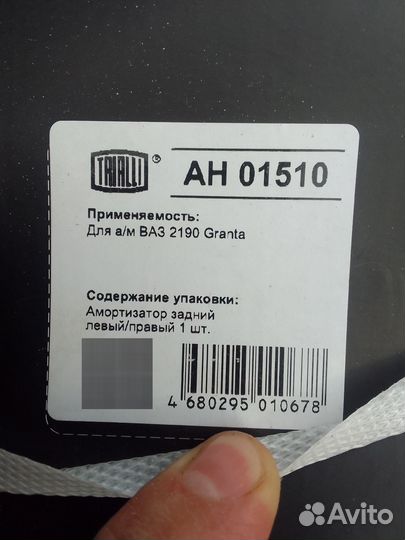 TRIALLI ®
AH 01510
Применяемость:
Для а/м ВАЗ 2190 Granta
Содержание упаковки:
Амортизатор задний
левый/правый 1 шт.
4 680295 010678
Avito